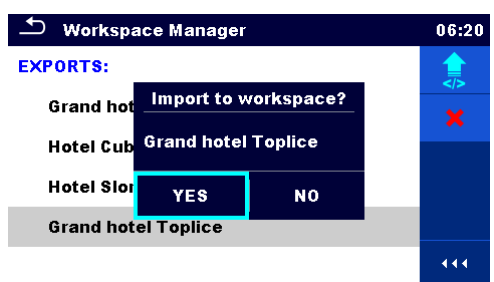 Workspace Manager 06:20
EXPORTS:
Grand hot
Import to workspace?
Hotel Cub
Grand hotel Toplice
Hotel Slo
YES NO
Grand hotel Toplice